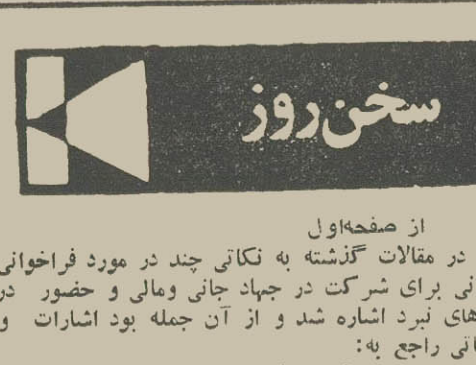 سخن روز
از صفحه اول
در مقالات گذشته به نکاتی چند در مورد فراخوانی
برای شرکت در جهاد جانی ومالی و حضور در
های نبرد اشاره شد و از آن جمله بود اشارات و
راجع به: